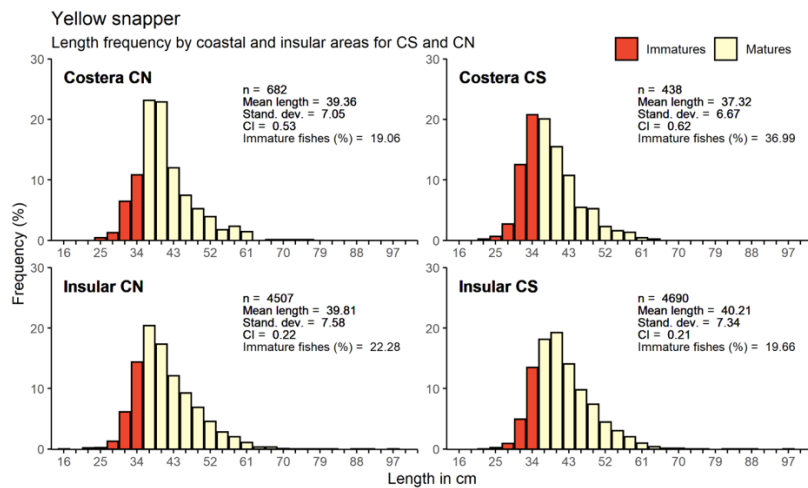 Yellow snapper
Length frequency by coastal and insular areas for CS and CN
Immatures Matures
Costera CN
n = 682
Mean length = 39.36
Stand. dev. = 7.05
CI = 0.53
Immature fishes (%) = 19.06
30
20
10
0
16 25 34 43 52 61 70 79 88 97
Costera CS
n = 438
Mean length = 37.32
Stand. dev. = 6.67
CI = 0.62
Immature fishes (%) = 36.99
30
20
10
0
16 25 34 43 52 61 70 79 88 97
Frequency (%)
Insular CN
n = 4507
Mean length = 39.81
Stand. dev. = 7.58
CI = 0.22
Immature fishes (%) = 22.28
30
20
10
0
16 25 34 43 52 61 70 79 88 97
Insular CS
n = 4690
Mean length = 40.21
Stand. dev. = 7.34
CI = 0.21
Immature fishes (%) = 19.66
30
20
10
0
16 25 34 43 52 61 70 79 88 97
Length in cm